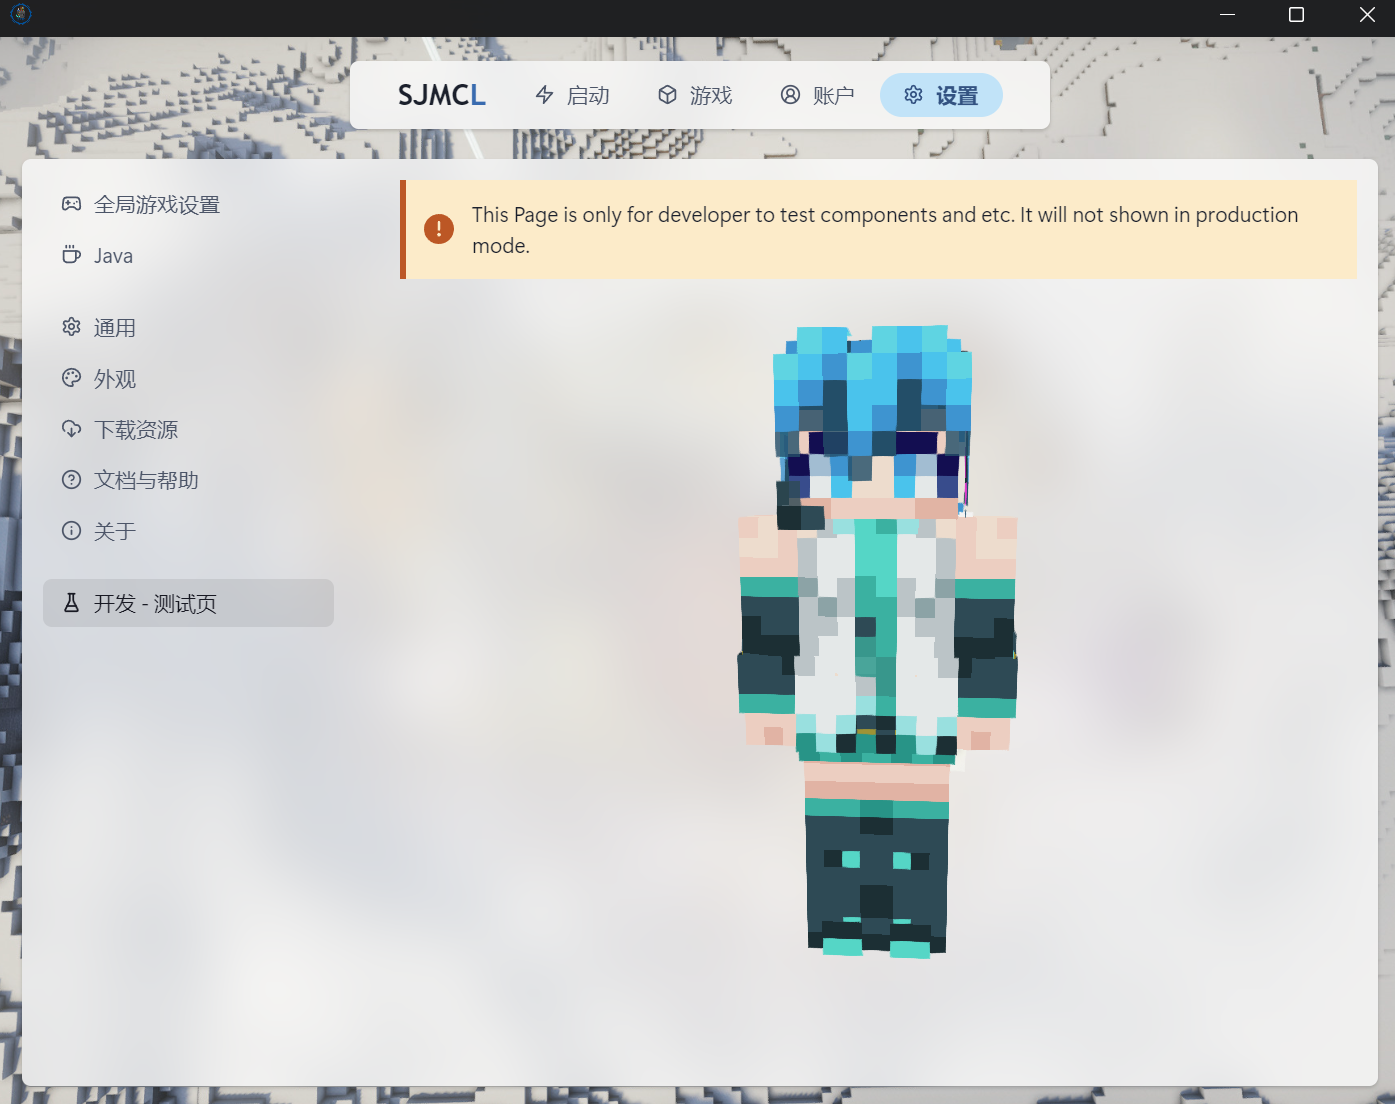 SJMCL
启动
游戏
账户
设置
全局游戏设置
Java
通用
外观
下载资源
文档与帮助
关于
开发 - 测试页
This Page is only for developer to test components and etc. It will not shown in production
mode.